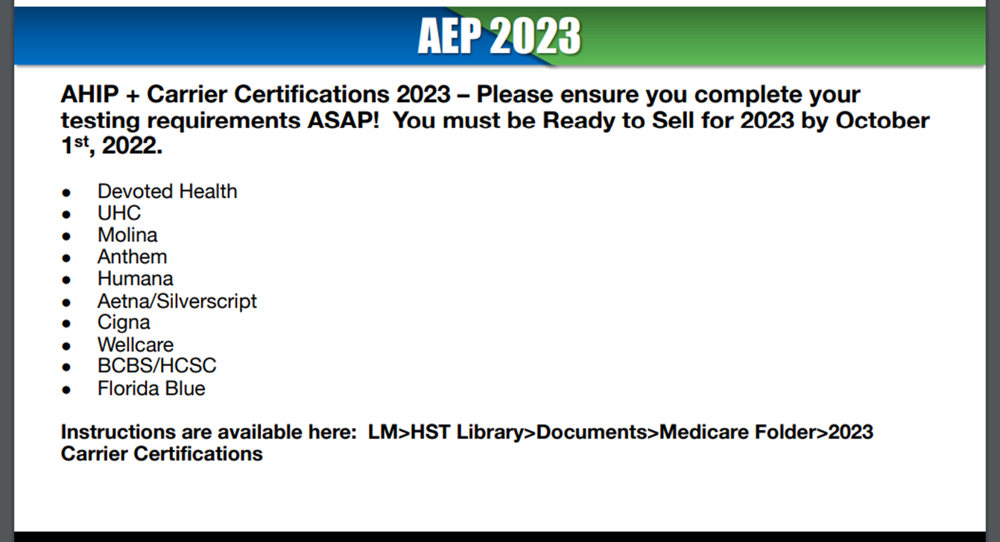 AEP 2023
AHIP + Carrier Certifications 2023 – Please ensure you complete your
testing requirements ASAP!  You must be Ready to Sell for 2023 by October
1st, 2022.
● Devoted Health
● UHC
● Molina
● Anthem
● Humana
● Aetna/Silverscript
● Cigna
● Wellcare
● BCBS/HCSC
● Florida Blue
Instructions are available here:  LM>HST Library>Documents>Medicare Folder>2023
Carrier Certifications